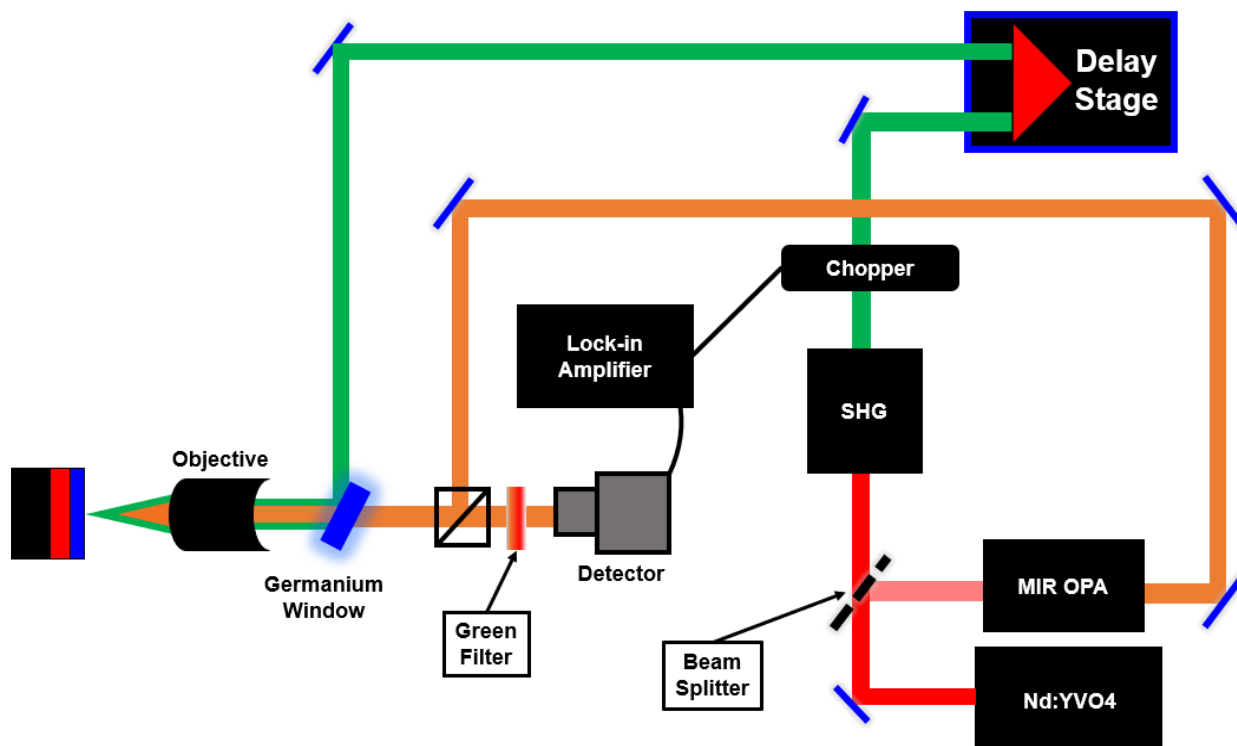 Delay
Stage
Chopper
Lock-in
Amplifier
SHG
Objective
Germanium
Window
Detector
Green
Filter
Beam
Splitter
MIR OPA
Nd:YVO4